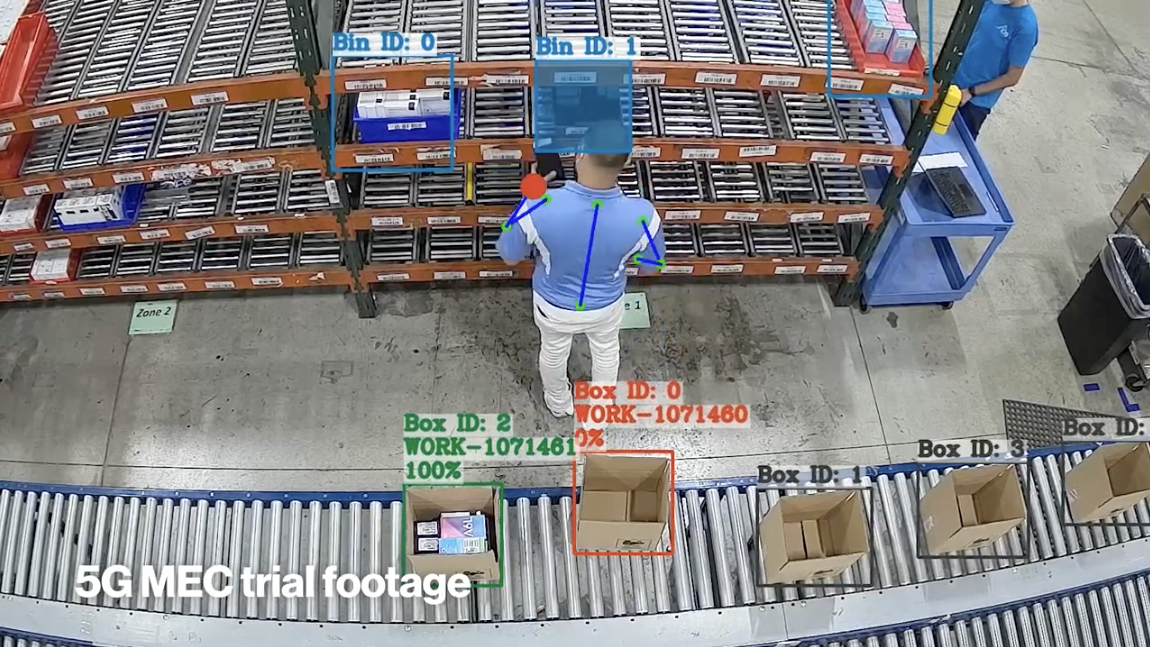 Bin ID: 0
Bin ID: 1
Zone 2
e 1
Box ID: 0
WORK-1071460
0%
Box ID: 2
WORK-1071461
100%
Box ID: 1
Box ID: 3
Box ID:
5G MEC trial footage